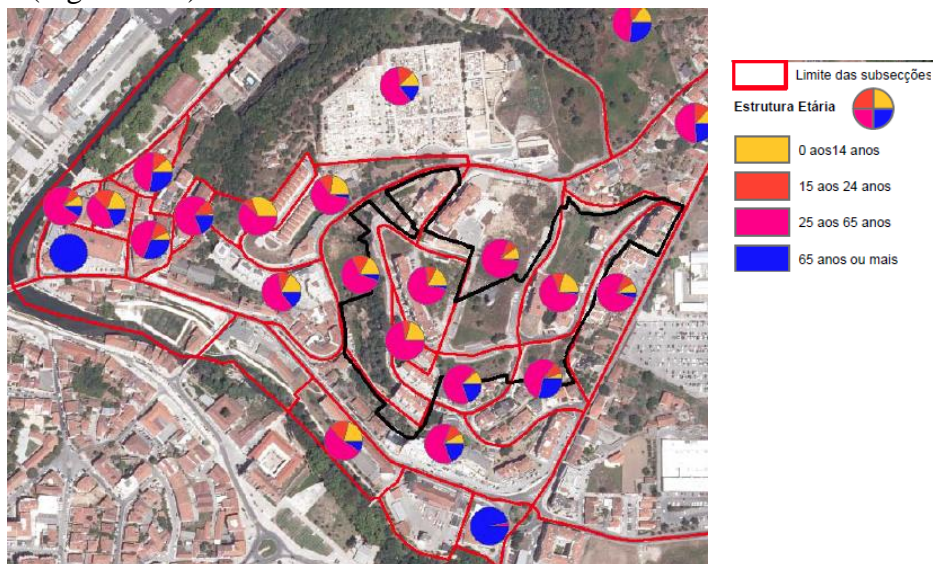 Limite das subsecções
Estrutura Etária
0 aos14 anos
15 aos 24 anos
25 aos 65 anos
65 anos ou mais